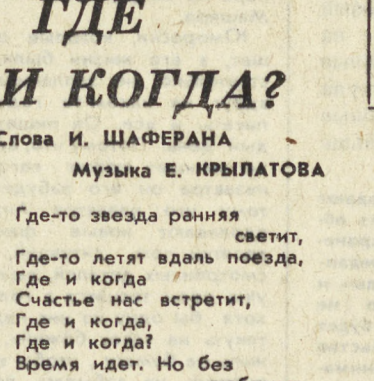 ГДЕ
И КОГДА?
Слова И. ШАФЕРАНА
Музыка Е. КРЫЛАТОВА
Где-то звезда ранняя
светит,
Где-то летят вдаль поезда,
Где и когда
Счастье нас встретит,
Где и когда,
Где и когда?
Время идет. Но без